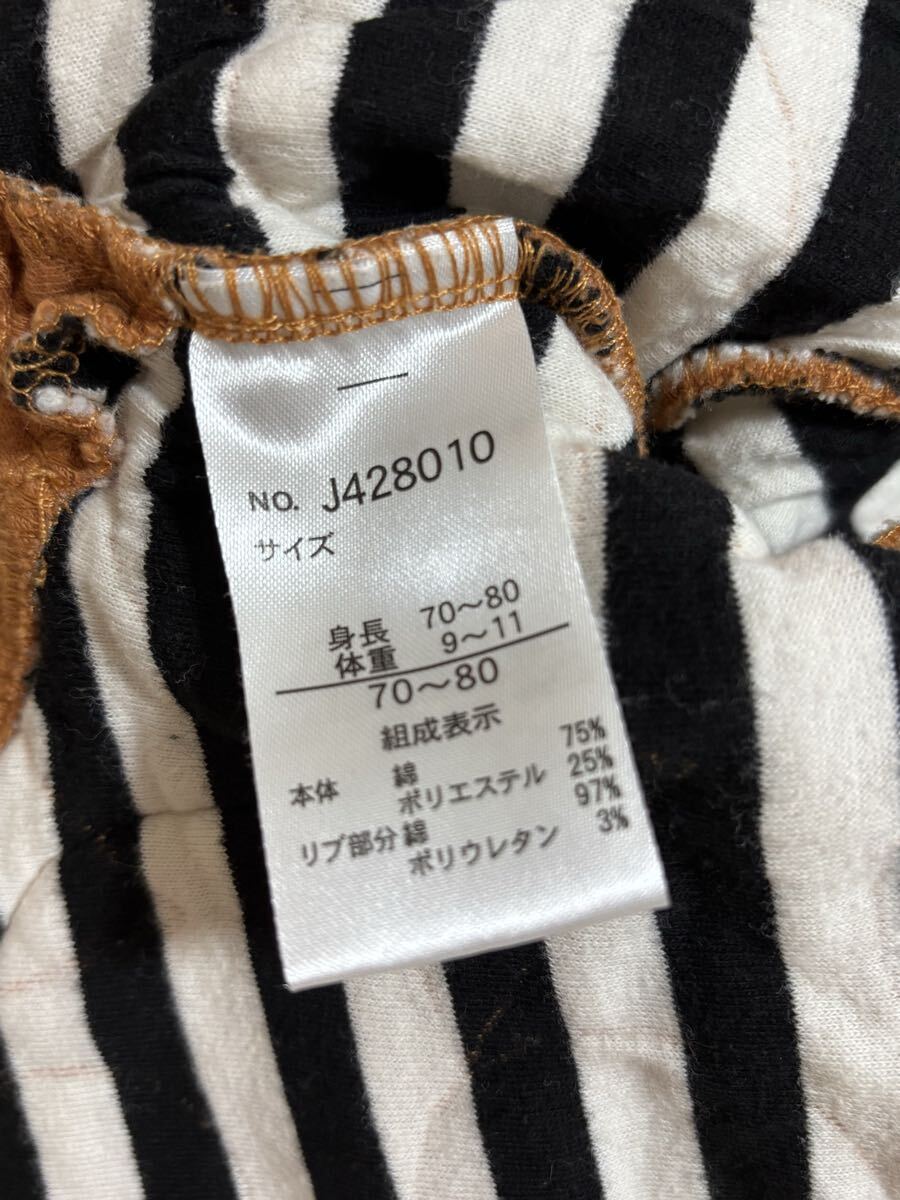 NO. J428010
サイズ
身長 70～80
体重 9～11
70～80
組成表示
本体 綿 75%
ポリエステル 25%
リブ部分 綿 97%
ポリウレタン 3%